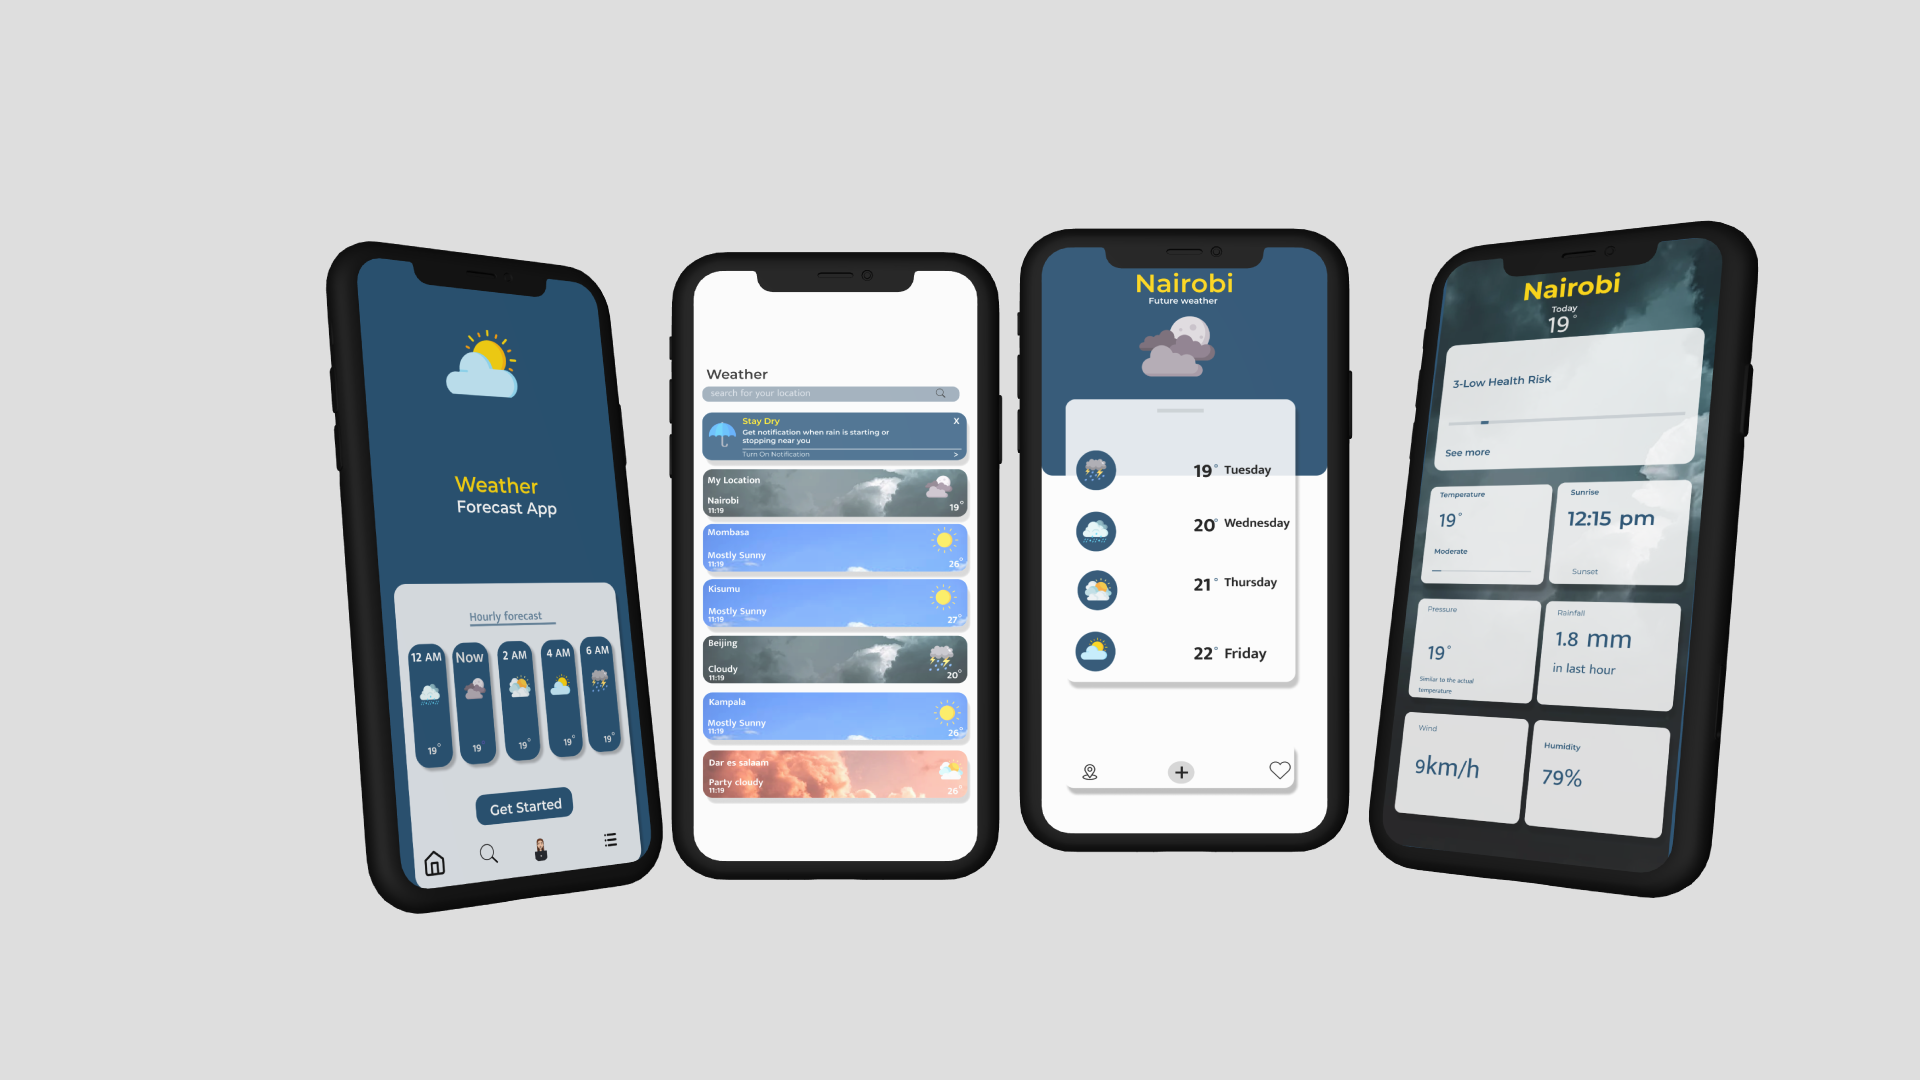 Weather
Forecast App
Hourly forecast
12 AM
Now
2 AM
4 AM
6 AM
19°
19
19°
19°
19°
Get Started
Weather
search for your location
Stay Dry
X
Get notification when rain is starting or
stopping near you
Turn On Notification >
My Location
Nairobi
11:19
19°
Mombasa
Mostly Sunny
11:19
26°
Kisumu
Mostly Sunny
11:19
27°
Beijing
Cloudy
11:19
20°
Kampala
Mostly Sunny
11:19
26°
Dar es salaam
Party cloudy
11:19
26°
Nairobi
Future weather
19° Tuesday
20° Wednesday
21° Thursday
22° Friday
Nairobi
Today
19°
3-Low Health Risk
See more
Temperature
19°
Moderate
Sunrise
12:15 pm
Sunset
Pressure
19°
Similar to the actual
temperature
Rainfall
1.8 mm
in last hour
Wind
9km/h
Humidity
79%